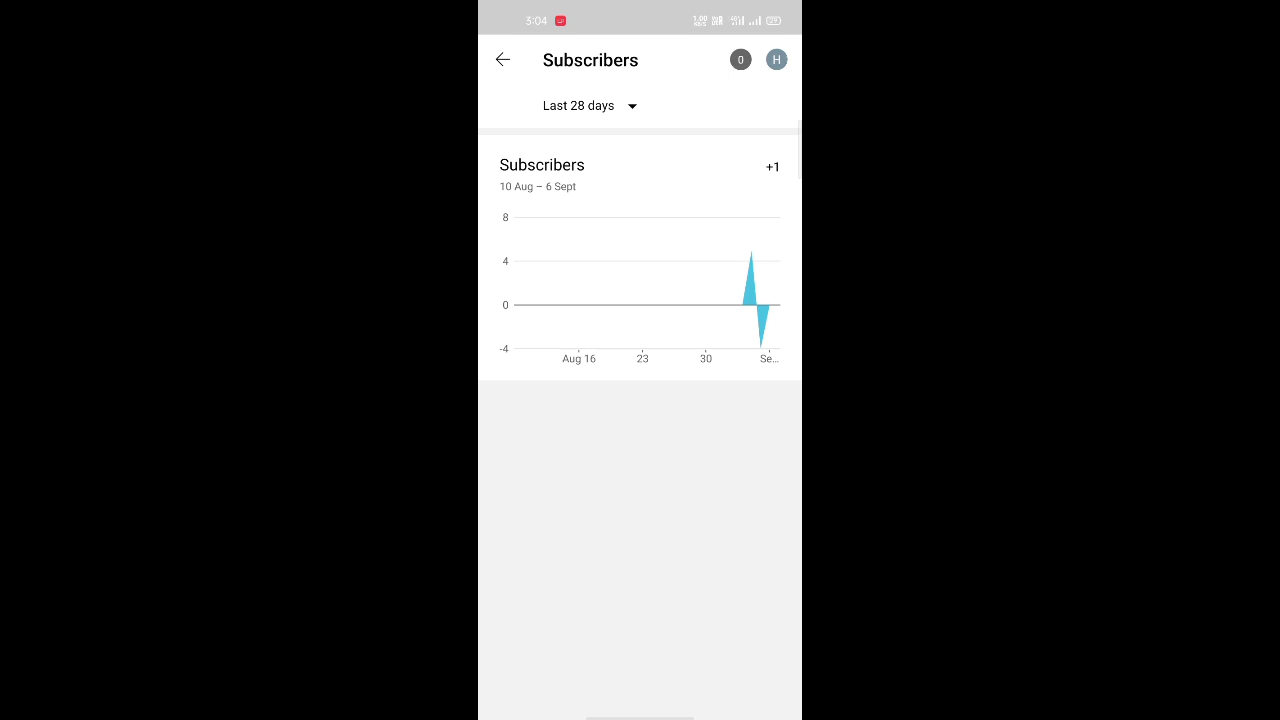 3:04
Subscribers
0
H
Last 28 days
Subscribers
+1
10 Aug – 6 Sept
8
4
0
-4
Aug 16
23
30
Se...